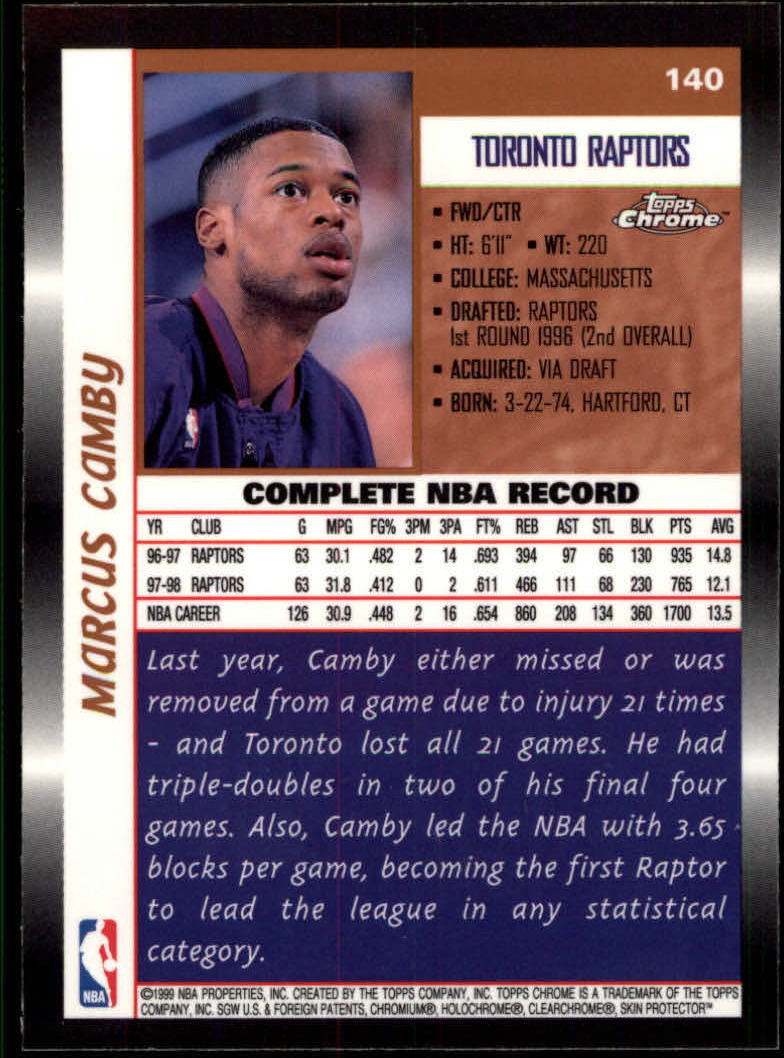 140
TORONTO RAPTORS
topps Chrome™
▪ FWD/CTR
▪ HT: 6'11" ▪ WT: 220
▪ COLLEGE: MASSACHUSETTS
▪ DRAFTED: RAPTORS
1st ROUND 1996 (2nd OVERALL)
▪ ACQUIRED: VIA DRAFT
▪ BORN: 3-22-74, HARTFORD, CT
MARCUS CAMBY
COMPLETE NBA RECORD
YR CLUB G MPG FG% 3PM 3PA FT% REB AST STL BLK PTS AVG
96-97 RAPTORS 63 30.1 .482 2 14 .693 394 97 66 130 935 14.8
97-98 RAPTORS 63 31.8 .412 0 2 .611 466 111 68 230 765 12.1
NBA CAREER 126 30.9 .448 2 16 .654 860 208 134 360 1700 13.5
Last year, Camby either missed or was
removed from a game due to injury 21 times
- and Toronto lost all 21 games. He had
triple-doubles in two of his final four
games. Also, Camby led the NBA with 3.65
blocks per game, becoming the first Raptor
to lead the league in any statistical
category.
NBA
©1999 NBA PROPERTIES, INC. CREATED BY THE TOPPS COMPANY, INC. TOPPS CHROME IS A TRADEMARK OF THE TOPPS
COMPANY, INC. SGW U.S. & FOREIGN PATENTS, CHROMIUM®, HOLOCHROME®, CLEARCHROME®, SKIN PROTECTOR™